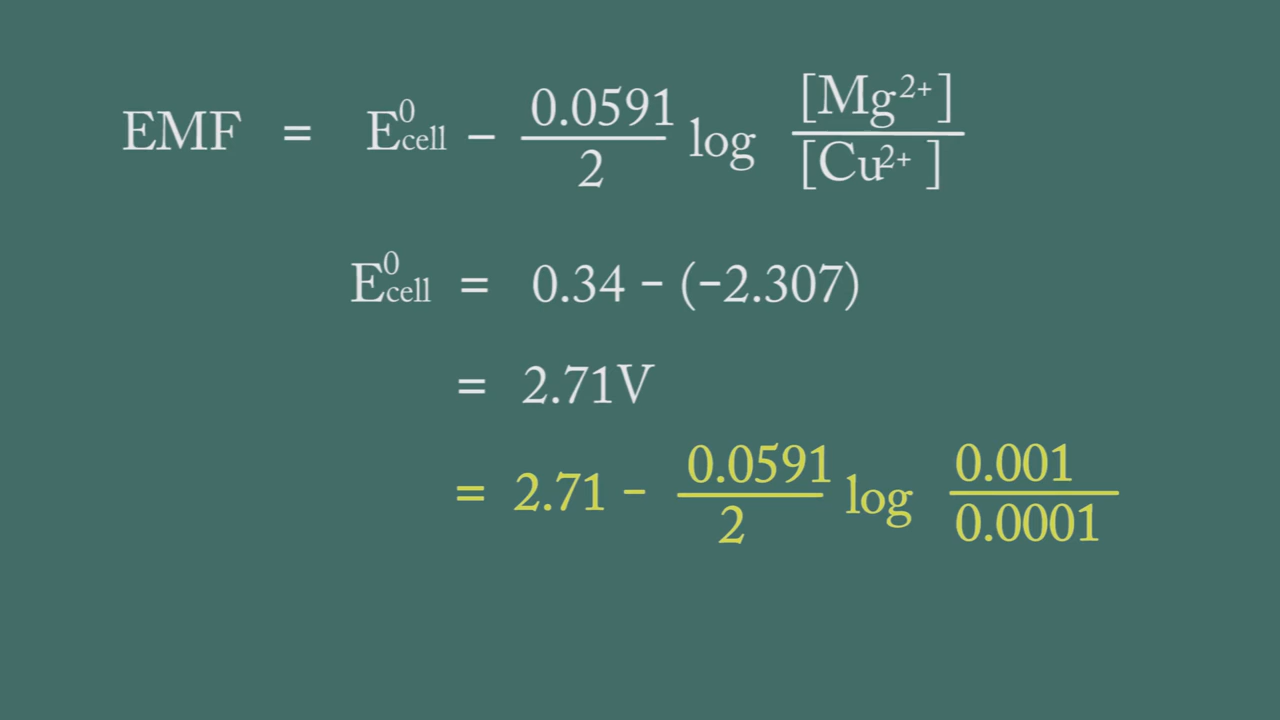 EMF = E⁰cell − 0.0591/2 log [Mg²⁺]/[Cu²⁺]
E⁰cell = 0.34 − (−2.307)
= 2.71V
= 2.71 − 0.0591/2 log 0.001/0.0001